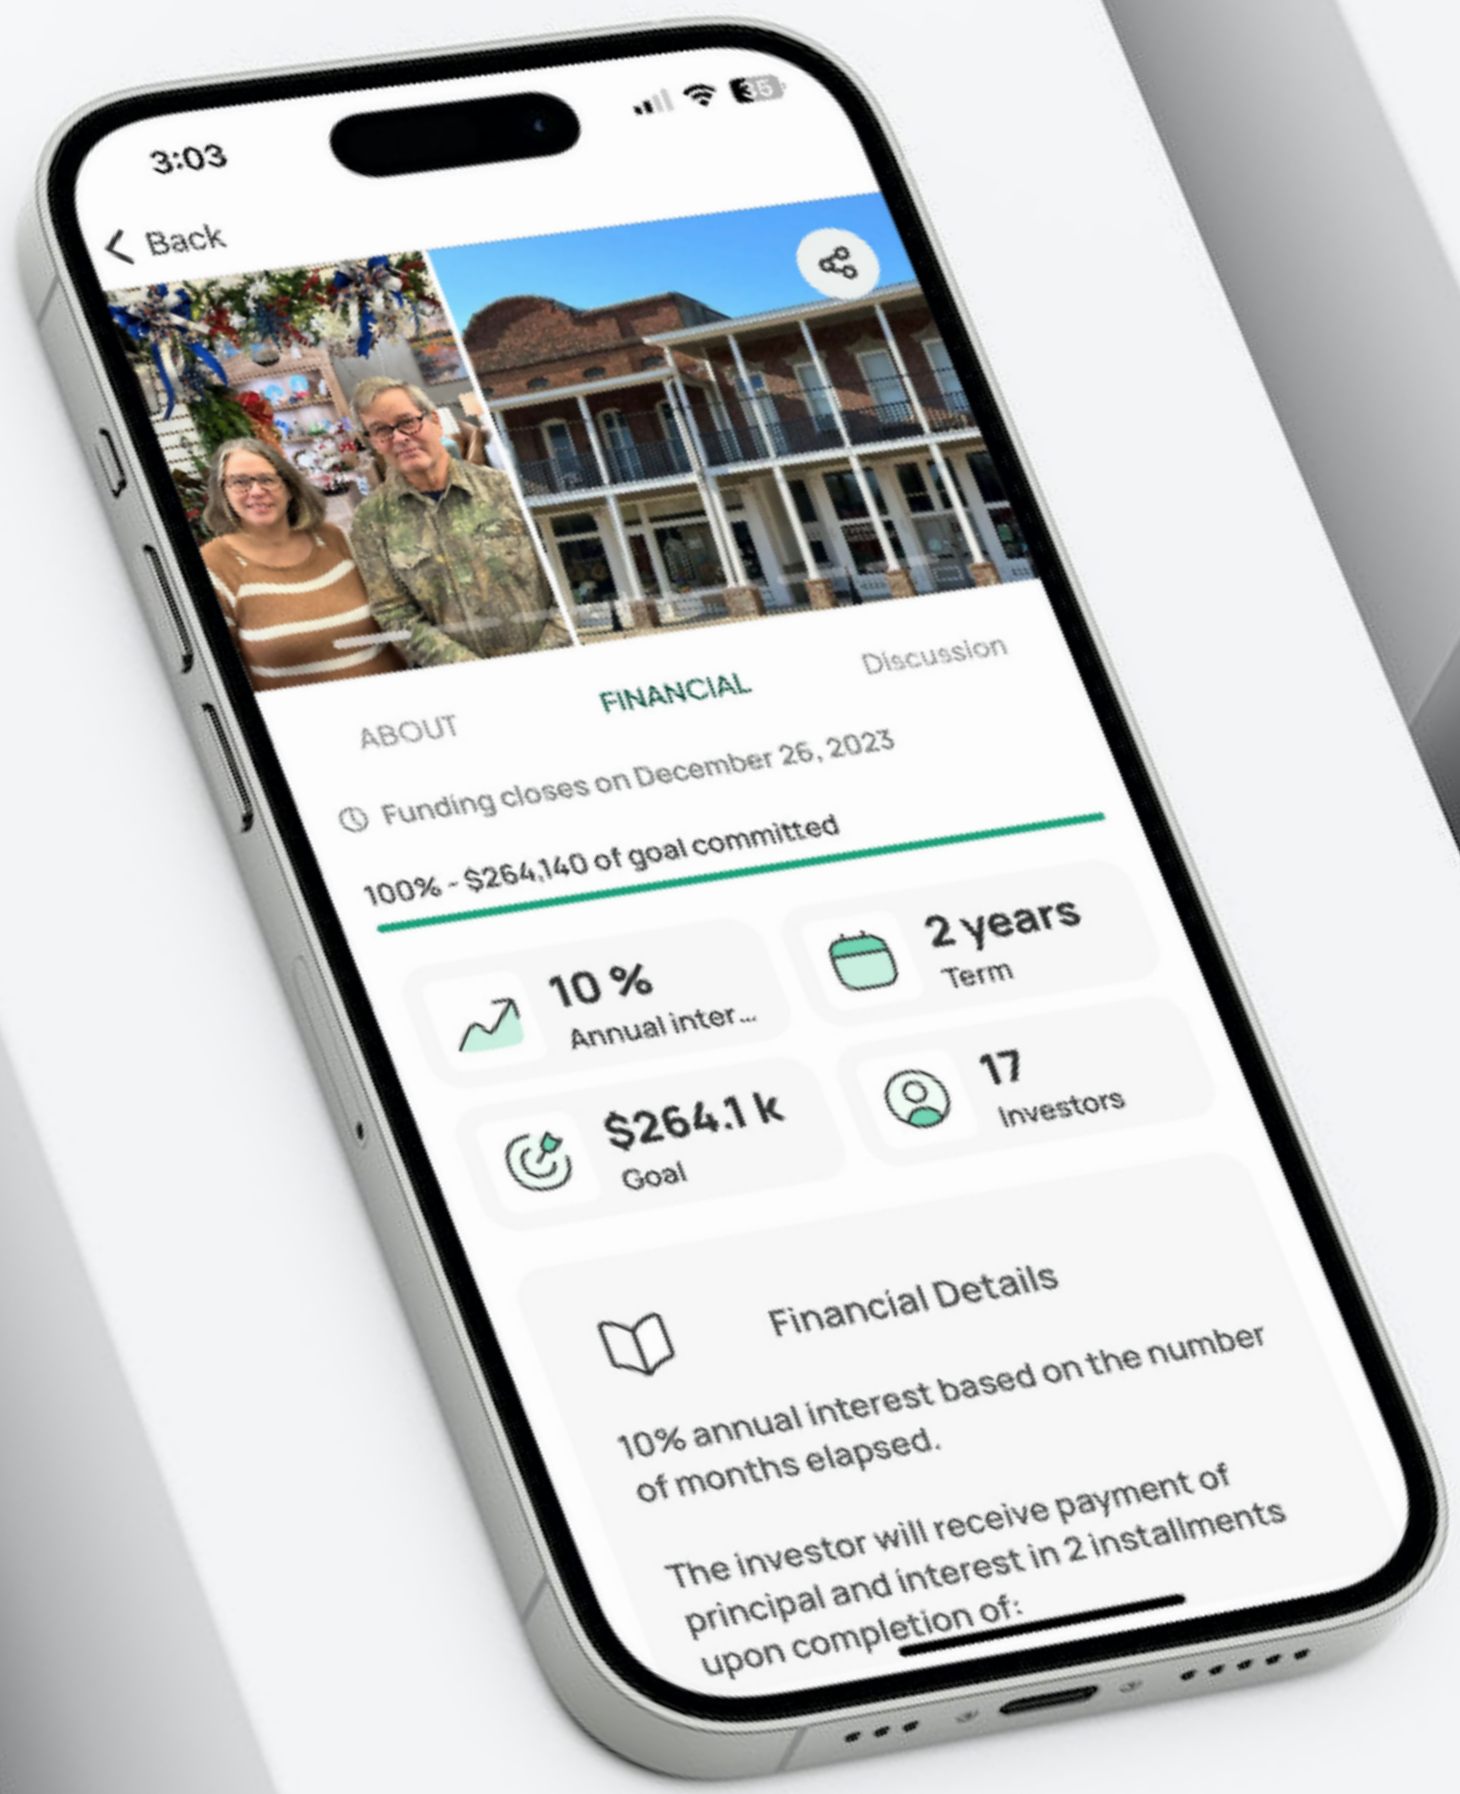 3:03
35
Back
ABOUT
FINANCIAL
Discussion
Funding closes on December 26, 2023
100% - $264,140 of goal committed
10 %
Annual inter...
2 years
Term
$264.1 k
Goal
17
Investors
Financial Details
10% annual interest based on the number
of months elapsed.
The investor will receive payment of
principal and interest in 2 installments
upon completion of: